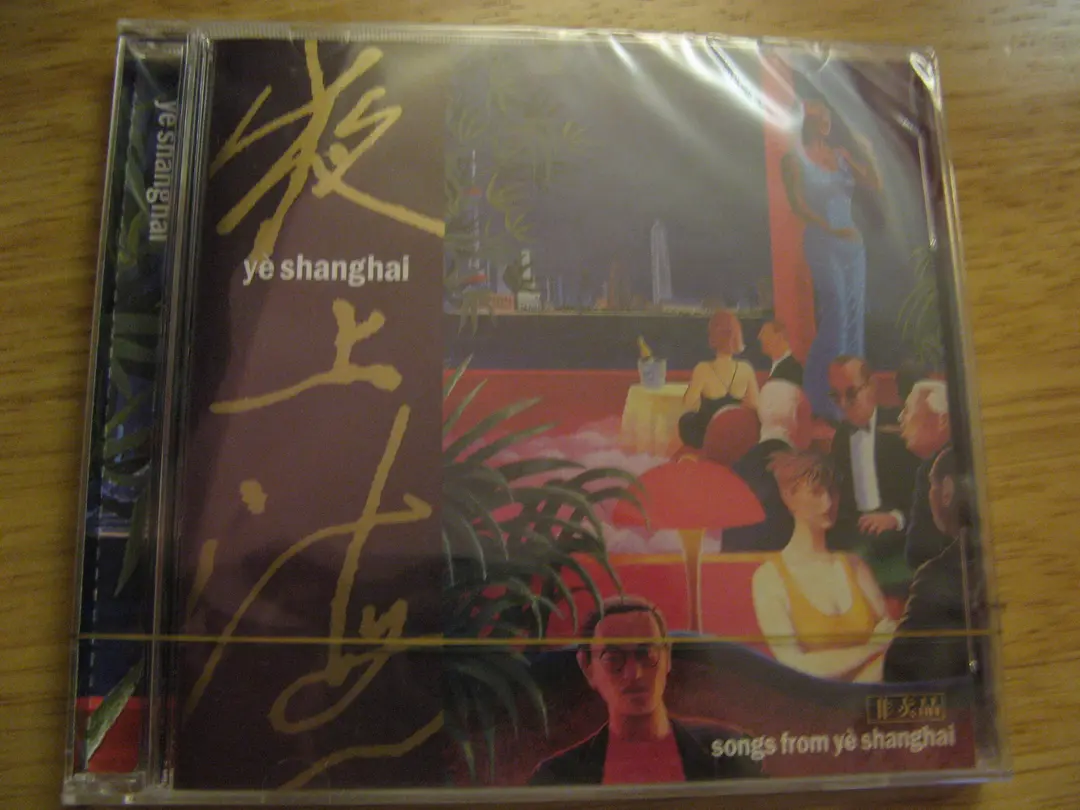 yè shanghai
夜
yè shanghai
上
海
非卖品
songs from yè shanghai